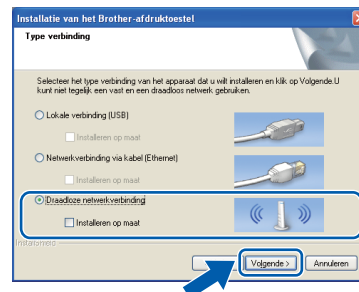 Installatie van het Brother-afdruktoestel
Type verbinding
Selecteer het type verbinding van het apparaat dat u wilt installeren en klik op Volgende.U
kunt niet tegelijk een vast en een draadloos netwerk gebruiken.
Lokale verbinding (USB)
Installeren op maat
Netwerkverbinding via kabel (Ethernet)
Installeren op maat
Draadloze netwerkverbinding
Installeren op maat
InstallShield
Volgende >
Annuleren